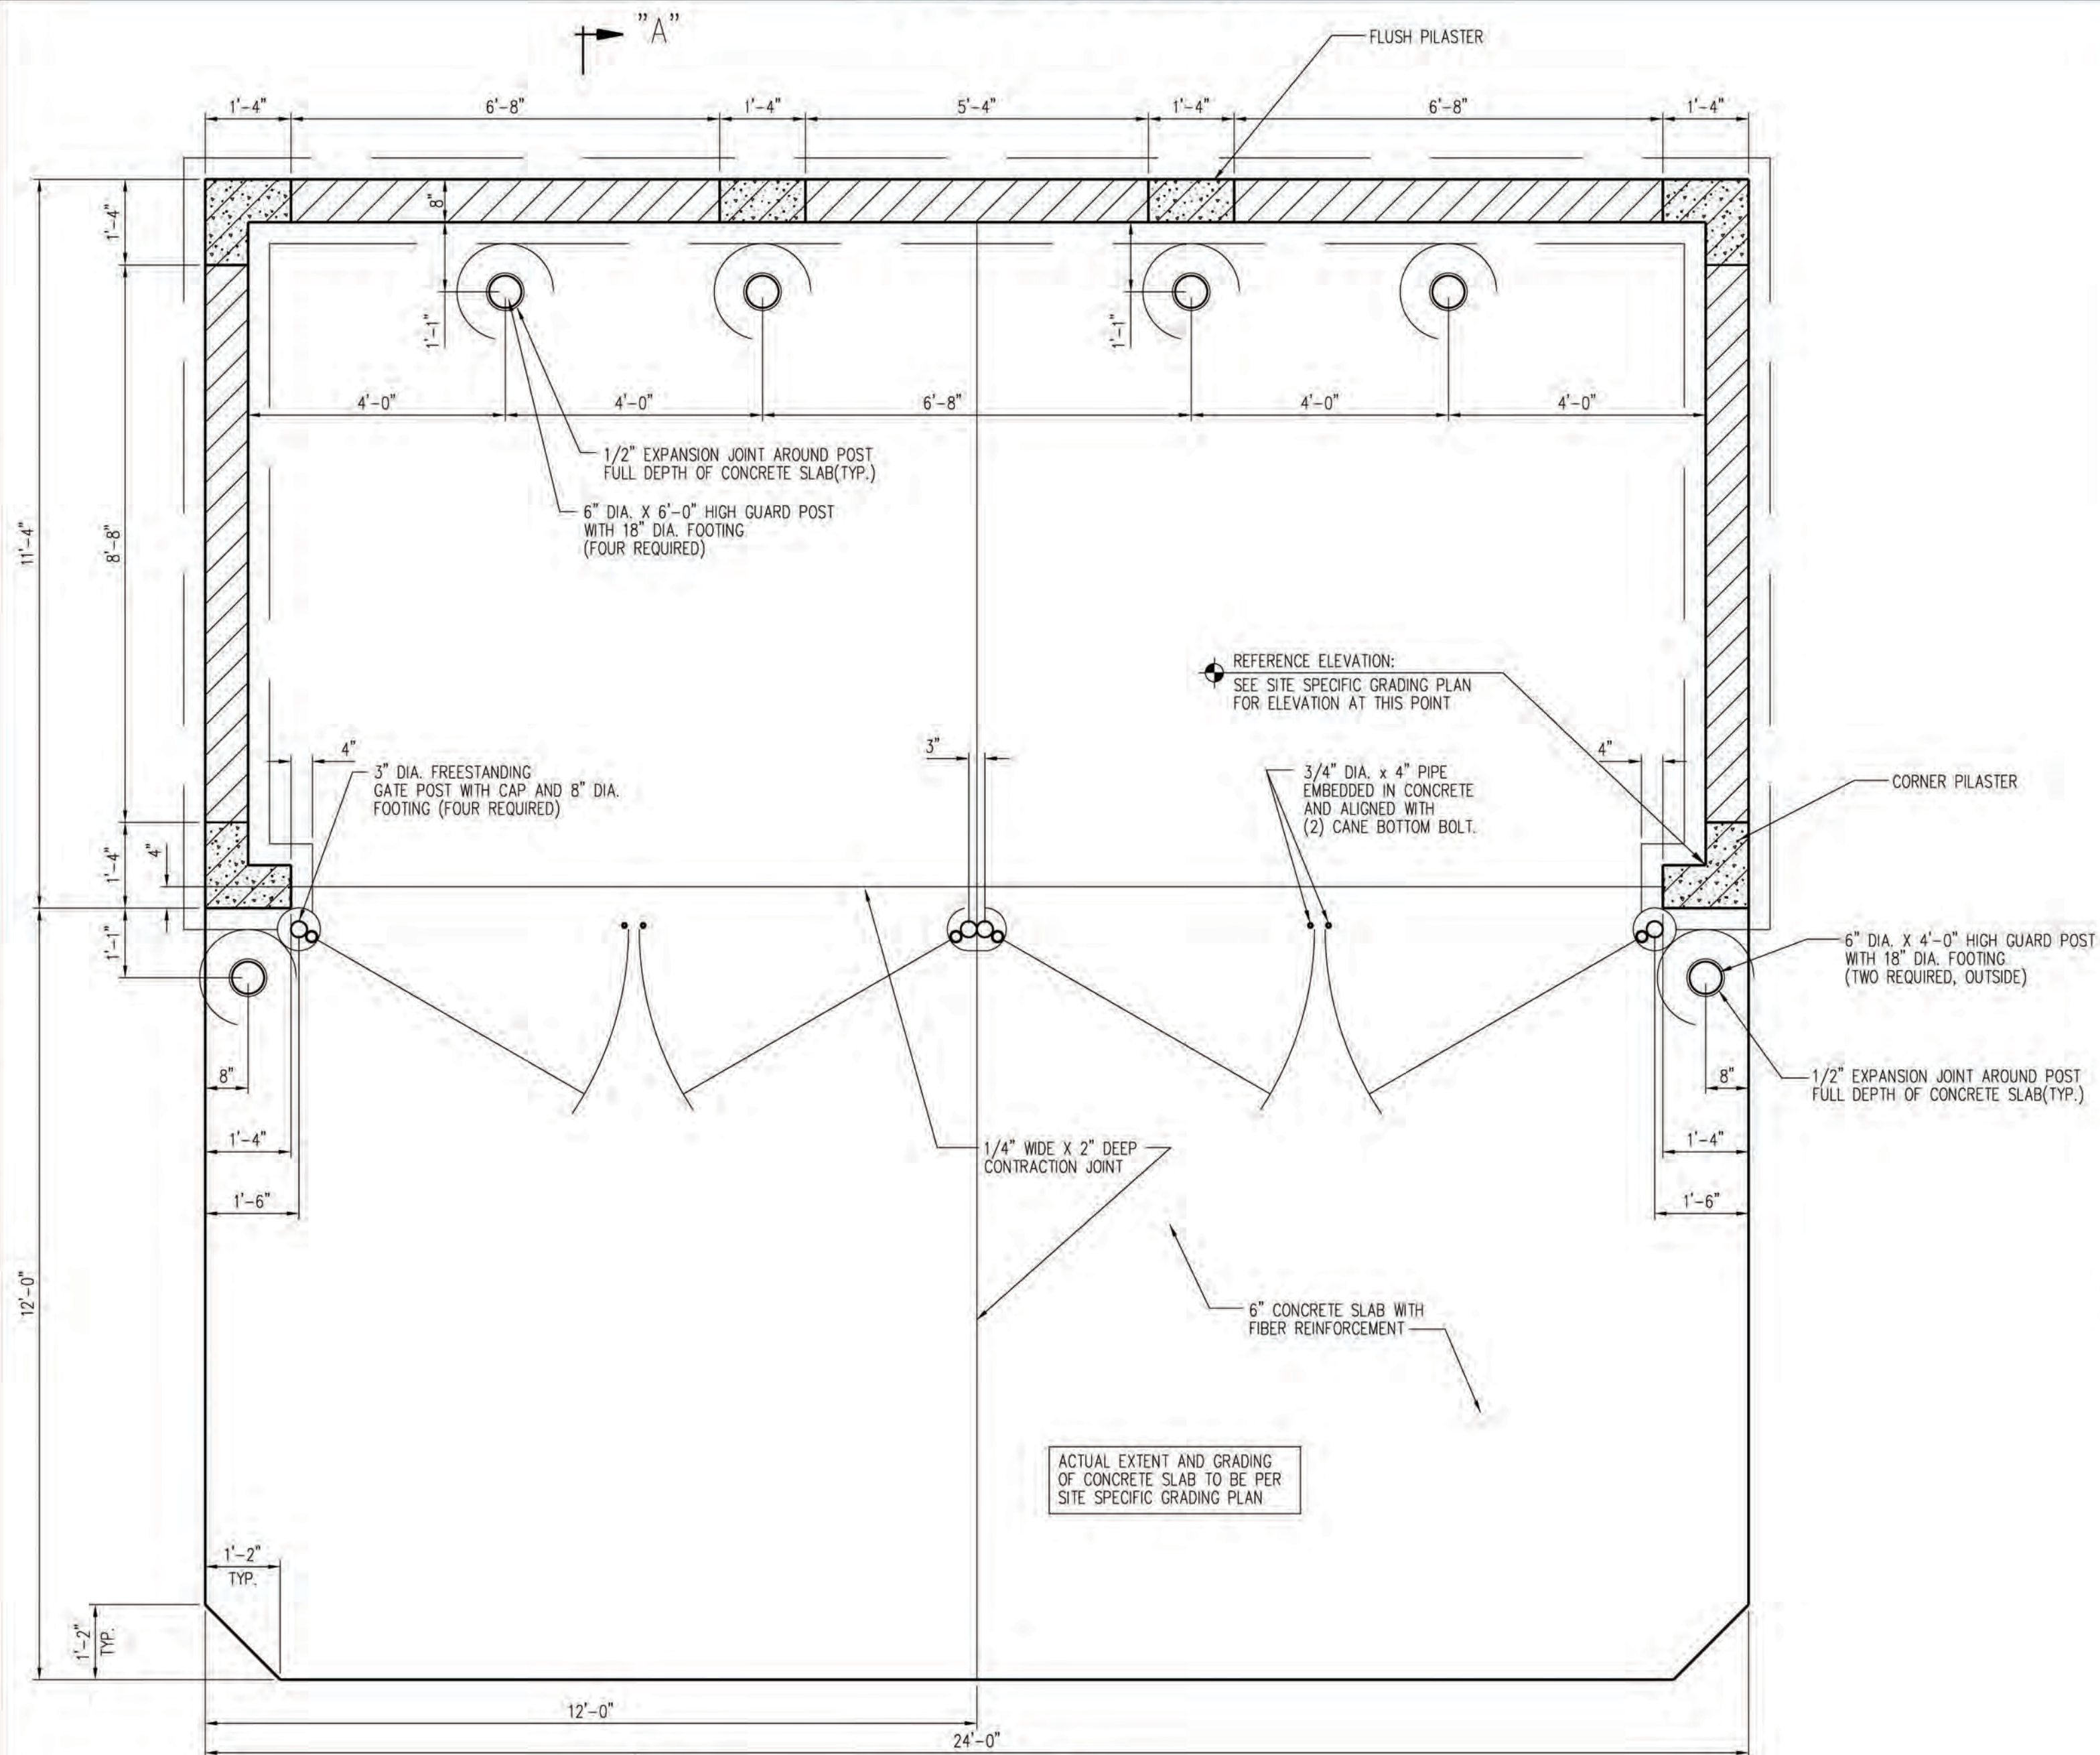 "A"
FLUSH PILASTER
1'-4"
6'-8"
1'-4"
5'-4"
1'-4"
6'-8"
1'-4"
1'-4"
8"
1'-1"
1'-1"
4'-0"
4'-0"
6'-8"
4'-0"
4'-0"
1/2" EXPANSION JOINT AROUND POST
FULL DEPTH OF CONCRETE SLAB(TYP.)
6" DIA. X 6'-0" HIGH GUARD POST
WITH 18" DIA. FOOTING
(FOUR REQUIRED)
11'-4"
8'-8"
REFERENCE ELEVATION:
SEE SITE SPECIFIC GRADING PLAN
FOR ELEVATION AT THIS POINT
4"
3" DIA. FREESTANDING
GATE POST WITH CAP AND 8" DIA.
FOOTING (FOUR REQUIRED)
3"
3/4" DIA. x 4" PIPE
EMBEDDED IN CONCRETE
AND ALIGNED WITH
(2) CANE BOTTOM BOLT.
4"
CORNER PILASTER
1'-4"
4"
1'-1"
6" DIA. X 4'-0" HIGH GUARD POST
WITH 18" DIA. FOOTING
(TWO REQUIRED, OUTSIDE)
8"
8"
1/2" EXPANSION JOINT AROUND POST
FULL DEPTH OF CONCRETE SLAB(TYP.)
1'-4"
1/4" WIDE X 2" DEEP
CONTRACTION JOINT
1'-4"
1'-6"
1'-6"
12'-0"
6" CONCRETE SLAB WITH
FIBER REINFORCEMENT
ACTUAL EXTENT AND GRADING
OF CONCRETE SLAB TO BE PER
SITE SPECIFIC GRADING PLAN
1'-2"
TYP.
1'-2"
TYP.
12'-0"
24'-0"